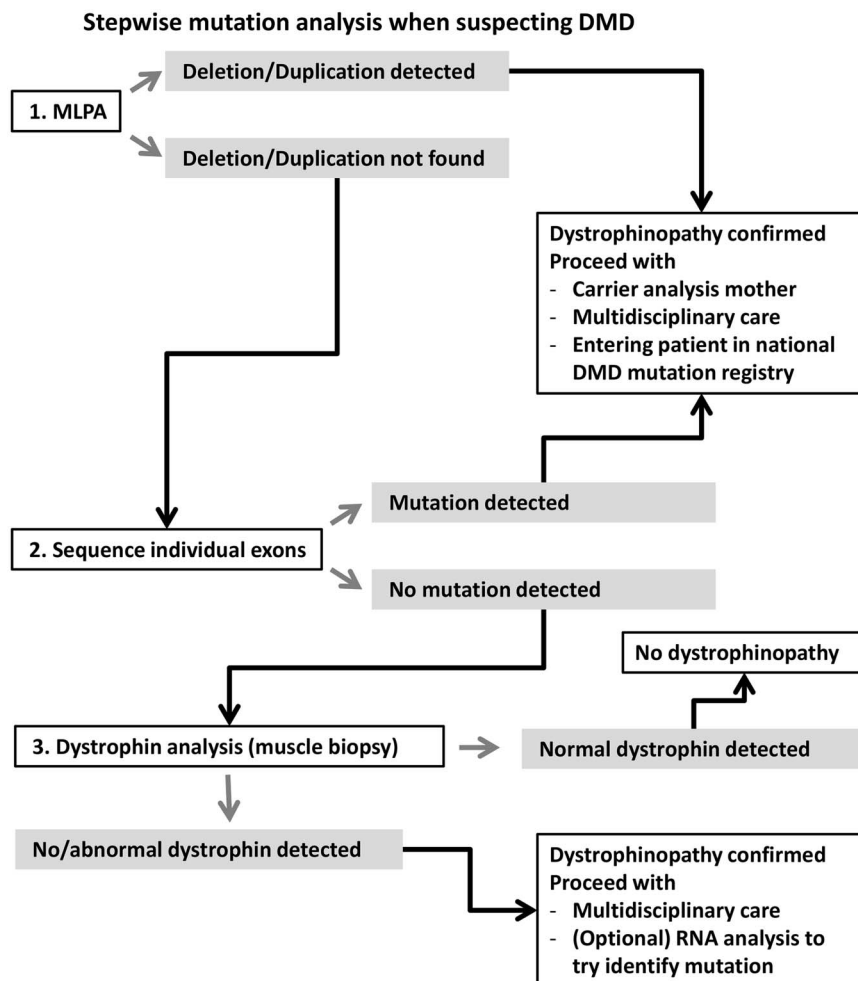 Stepwise mutation analysis when suspecting DMD
Deletion/Duplication detected
1. MLPA
Deletion/Duplication not found
Dystrophinopathy confirmed
Proceed with
- Carrier analysis mother
- Multidisciplinary care
- Entering patient in national
DMD mutation registry
Mutation detected
2. Sequence individual exons
No mutation detected
No dystrophinopathy
3. Dystrophin analysis (muscle biopsy)
Normal dystrophin detected
No/abnormal dystrophin detected
Dystrophinopathy confirmed
Proceed with
- Multidisciplinary care
- (Optional) RNA analysis to
try identify mutation